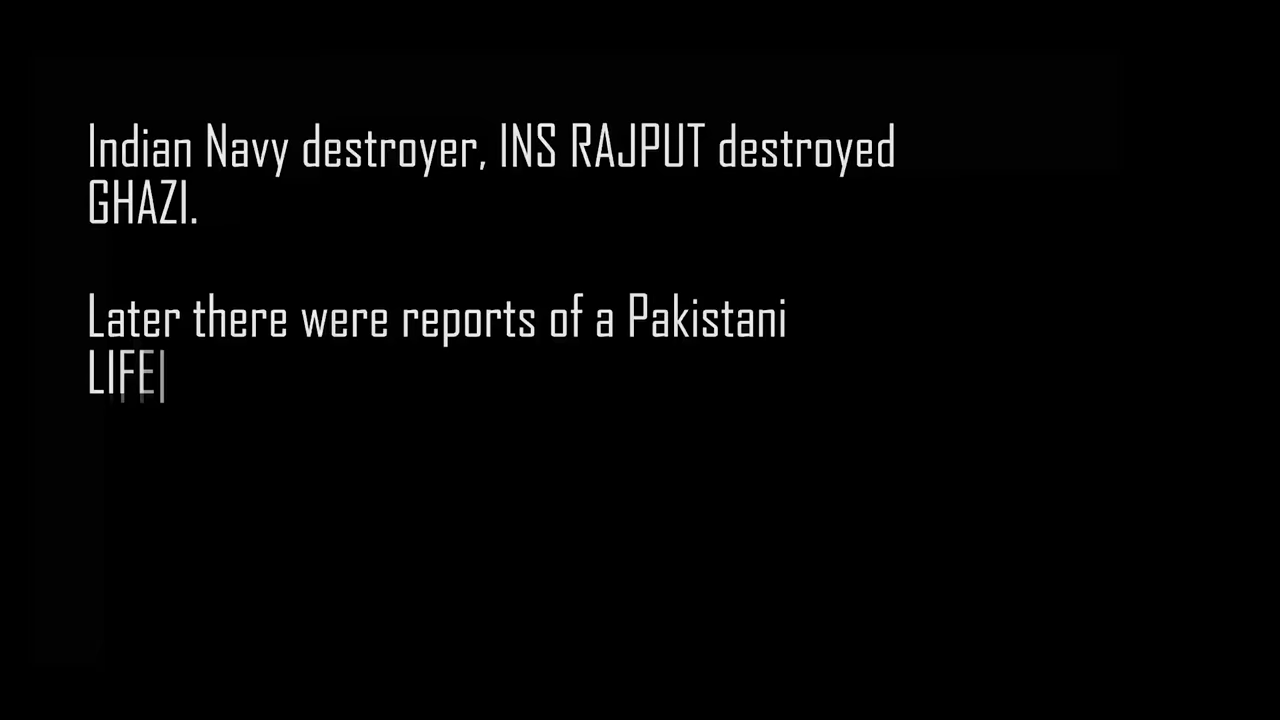 Indian Navy destroyer, INS RAJPUT destroyed
GHAZI.
Later there were reports of a Pakistani
LIFE|